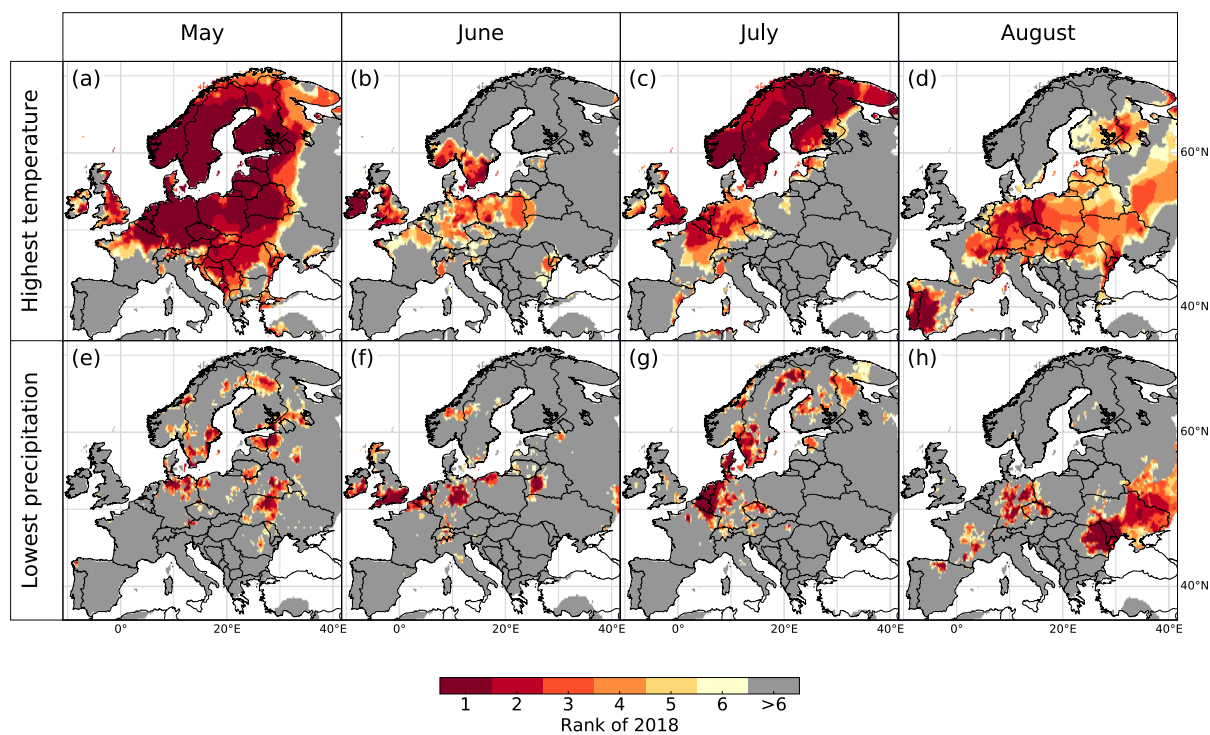 May June July August
Highest temperature
(a) (b) (c) (d)
60°N
40°N
Lowest precipitation
(e) (f) (g) (h)
60°N
40°N
0° 20°E 40°E 0° 20°E 40°E 0° 20°E 40°E 0° 20°E 40°E
1 2 3 4 5 6 >6
Rank of 2018